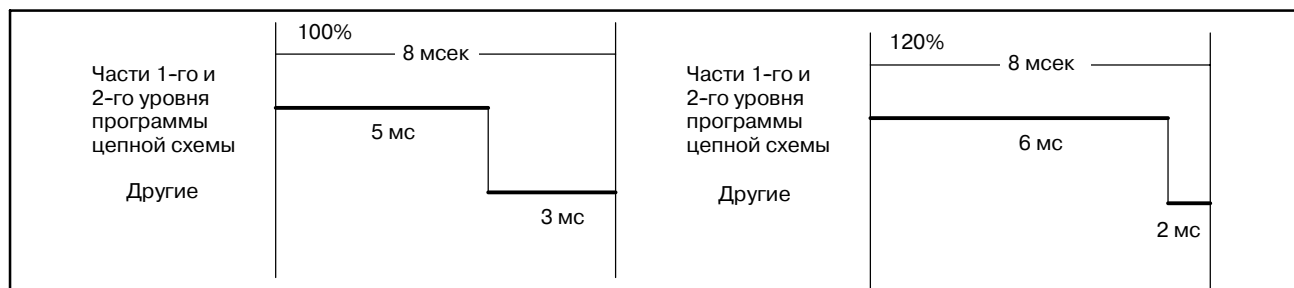 100%
8 мсек
Части 1-го и
2-го уровня
программы
цепной схемы
5 мс
Другие
3 мс
120%
8 мсек
Части 1-го и
2-го уровня
программы
цепной схемы
6 мс
Другие
2 мс